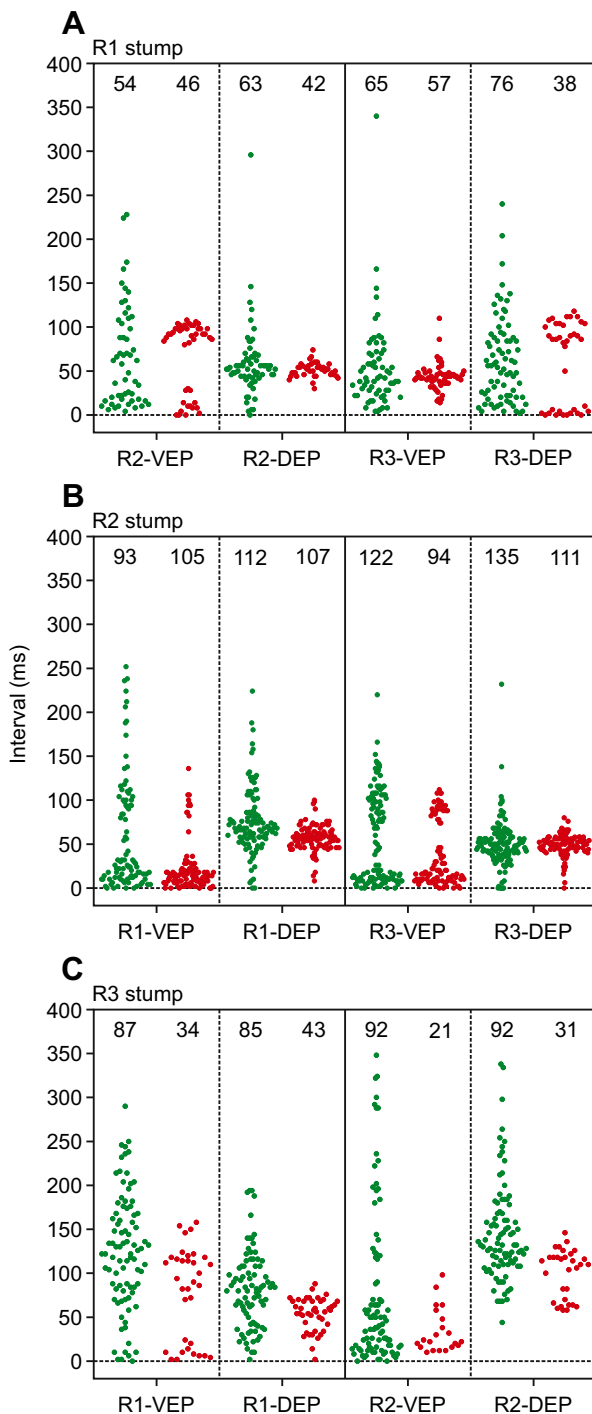 A
R1 stump
400
350
300
250
200
150
100
50
0
54 46 63 42 65 57 76 38
R2-VEP R2-DEP R3-VEP R3-DEP
B
R2 stump
Interval (ms)
400
350
300
250
200
150
100
50
0
93 105 112 107 122 94 135 111
R1-VEP R1-DEP R3-VEP R3-DEP
C
R3 stump
400
350
300
250
200
150
100
50
0
87 34 85 43 92 21 92 31
R1-VEP R1-DEP R2-VEP R2-DEP